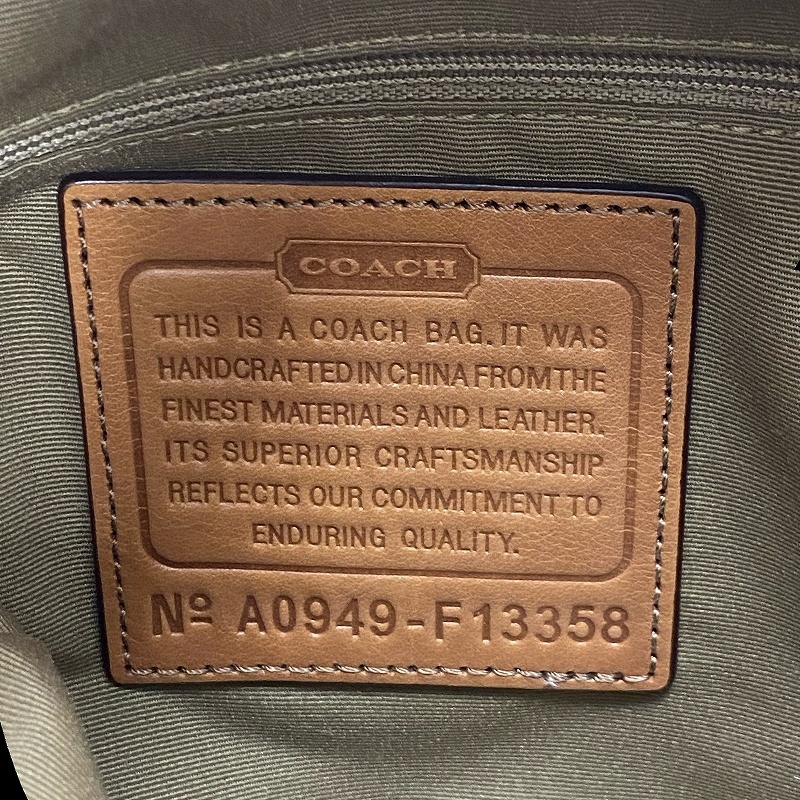 COACH
THIS IS A COACH BAG. IT WAS
HANDCRAFTED IN CHINA FROM THE
FINEST MATERIALS AND LEATHER.
ITS SUPERIOR CRAFTSMANSHIP
REFLECTS OUR COMMITMENT TO
ENDURING QUALITY.
Nº A0949-F13358